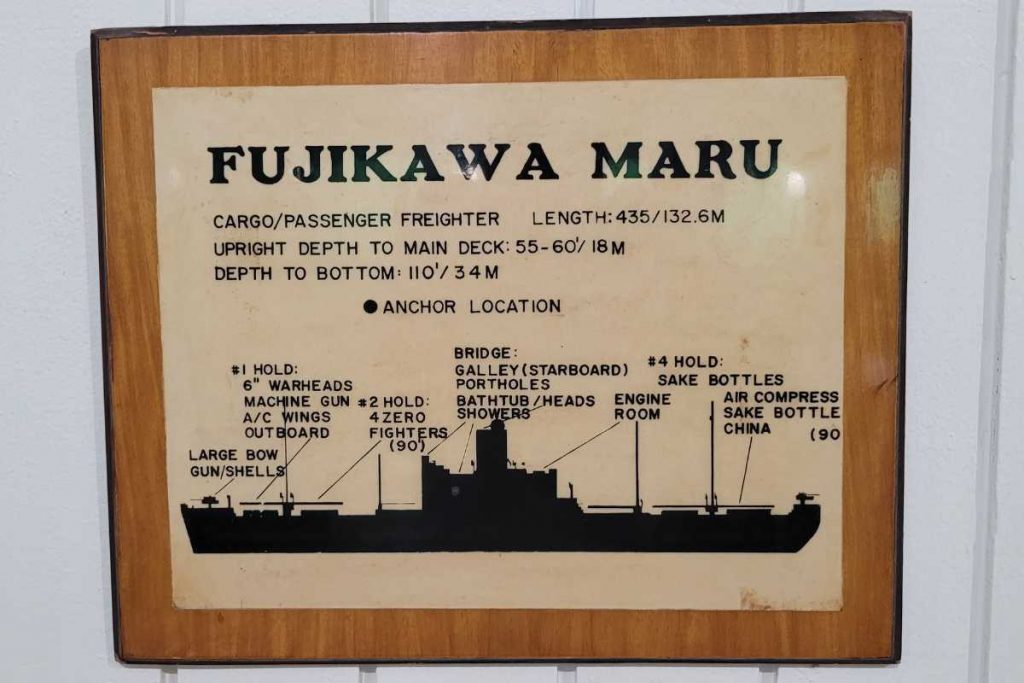 FUJIKAWA MARU
CARGO/PASSENGER FREIGHTER LENGTH: 435/132.6M
UPRIGHT DEPTH TO MAIN DECK: 55-60'/18M
DEPTH TO BOTTOM: 110'/34M
ANCHOR LOCATION
#1 HOLD:
6" WARHEADS
MACHINE GUN
A/C WINGS
OUTBOARD
LARGE BOW
GUN/SHELLS
#2 HOLD:
4 ZERO
FIGHTERS
(90')
BRIDGE:
GALLEY (STARBOARD)
PORTHOLES
BATHTUB/HEADS
SHOWERS
ENGINE
ROOM
#4 HOLD:
SAKE BOTTLES
AIR COMPRESS
SAKE BOTTLE
CHINA
(90